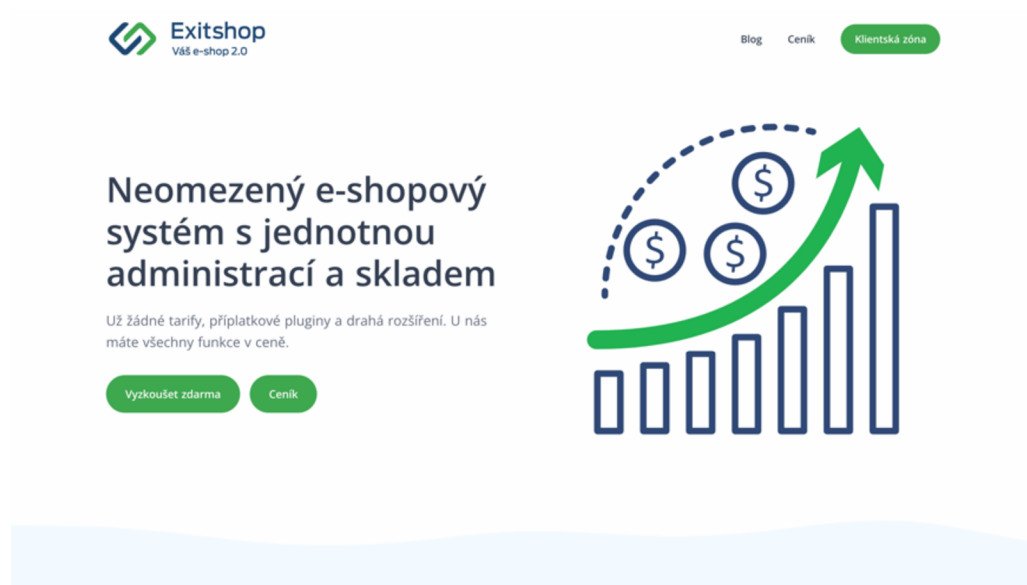 Exitshop
Váš e-shop 2.0
Blog
Ceník
Klientská zóna
Neomezený e-shopový
systém s jednotnou
administrací a skladem
Už žádné tarify, příplatkové pluginy a drahá rozšíření. U nás
máte všechny funkce v ceně.
Vyzkoušet zdarma
Ceník
$
$
$